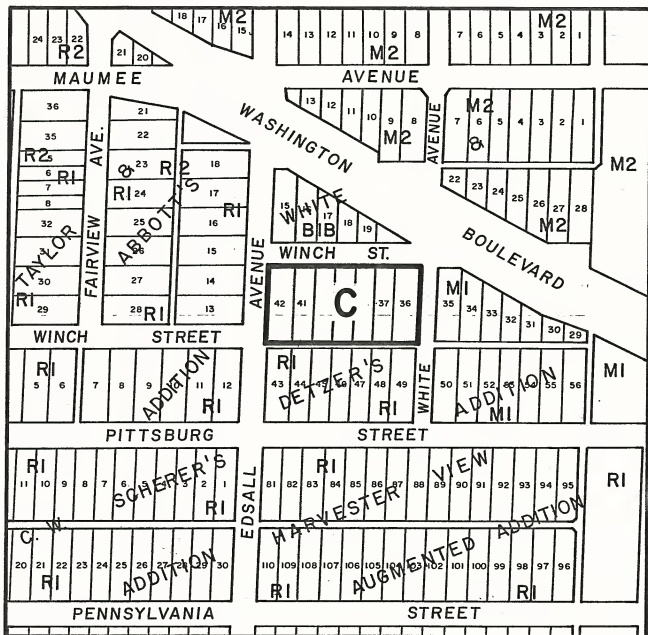 24 23 22 R2 18 17 M2 16 15 14 13 12 11 10 9 8 M2 7 6 5 4 3 2 1 M2
21 20
MAUMEE AVENUE
36 21 13 12 11 10 9 8 M2 AVENUE M2 7 6 & 5 4 3 2 1 M2
35 AVE. 22 WASHINGTON
R2 & 23 R2 18
6 R1 R1 24 17 R1 22 23 24 25 26 27 28 M2
7
8 ABBOTT'S WHITE 15 17 18 19 B1B
32 FAIRVIEW 25 16 BOULEVARD
TAYLOR 15 WINCH ST.
30 27 14 AVENUE 42 41 C 37 36 M1 35 34 33 32 31 30 29
R1 29 28 R1 13
WINCH STREET
R1 5 6 7 8 9 11 12 R1 ADDITION R1 43 44 48 49 R1 DETZER'S WHITE 50 51 52 54 55 56 ADDITION M1 M1
PITTSBURG STREET
R1 11 10 9 8 7 6 5 4 3 2 1 R1 SCHERER'S R1 81 82 83 84 85 86 87 88 89 90 91 92 93 94 95 R1
EDSALL HARVESTER VIEW
C. W. ADDITION AUGMENTED ADDITION
20 21 22 23 24 25 26 27 28 29 30 R1 110 109 108 107 106 105 102 101 100 99 98 97 96 R1 R1
PENNSYLVANIA STREET